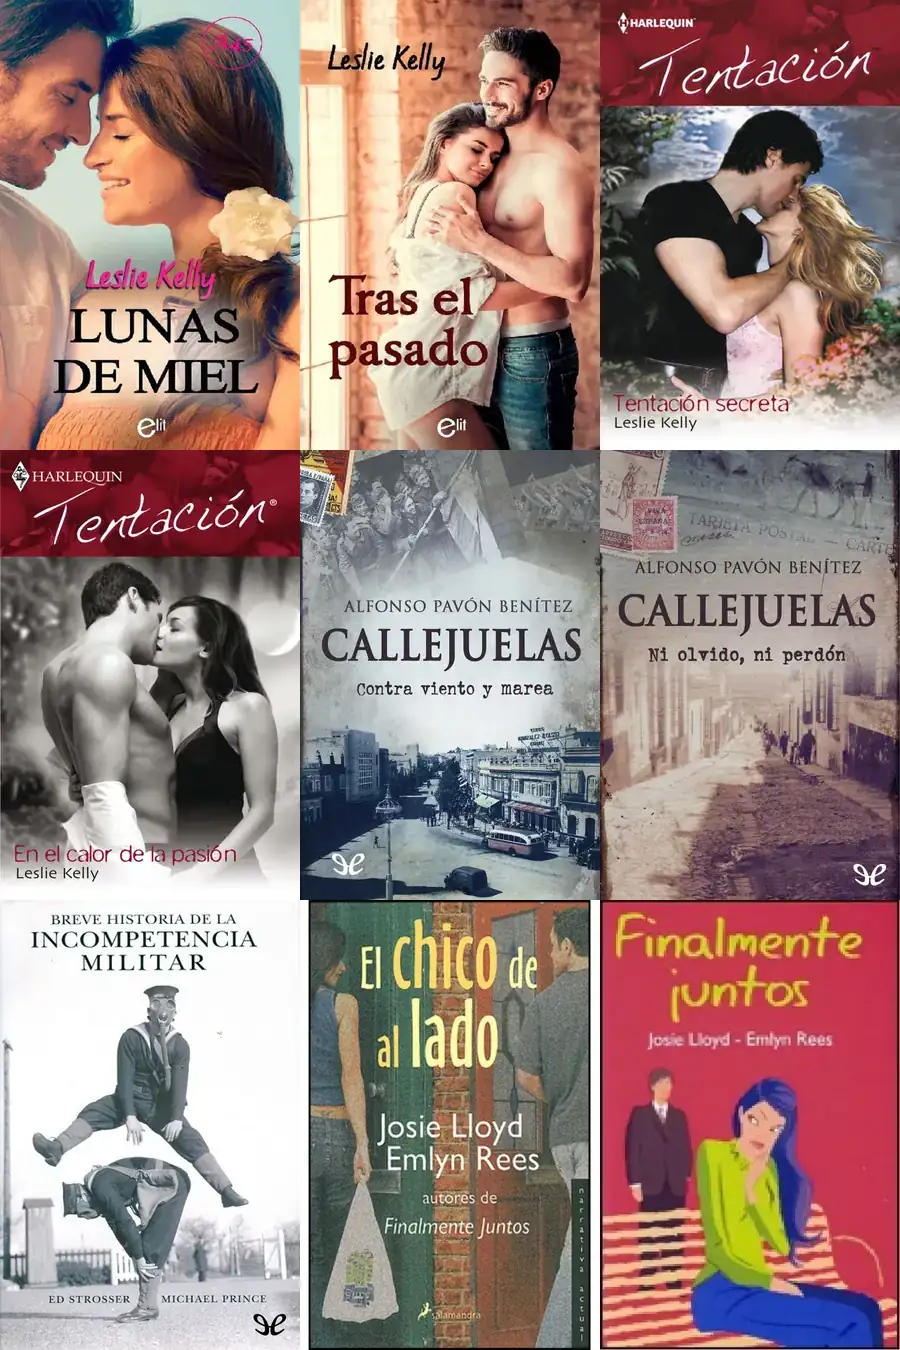 Leslie Kelly
LUNAS
DE MIEL
elit
Leslie Kelly
Tras el
pasado
elit
HARLEQUIN™
Tentación
Tentación secreta
Leslie Kelly
HARLEQUIN™
Tentación®
En el calor de la pasión
Leslie Kelly
ALFONSO PAVÓN BENÍTEZ
CALLEJUELAS
Contra viento y marea
TARJETA POSTAL - CARTE
ALFONSO PAVÓN BENÍTEZ
CALLEJUELAS
Ni olvido, ni perdón
BREVE HISTORIA DE LA
INCOMPETENCIA
MILITAR
ED STROSSER MICHAEL PRINCE
El chico de
al lado
Josie Lloyd
Emlyn Rees
autores de
Finalmente Juntos
narrativa actual
salamandra
Finalmente
juntos
Josie Lloyd - Emlyn Rees